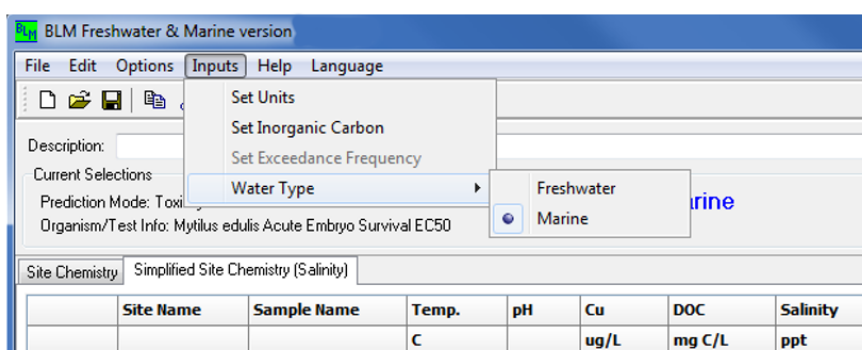 BLM BLM Freshwater & Marine version
File Edit Options Inputs Help Language
Set Units
Set Inorganic Carbon
Description:
Set Exceedance Frequency
Current Selections
Water Type
Freshwater
Prediction Mode:
Marine
Organism/Test Info: Mytilus edulis Acute Embryo Survival EC50
Site Chemistry Simplified Site Chemistry (Salinity)
Site Name Sample Name Temp. pH Cu DOC Salinity
C ug/L mg C/L ppt